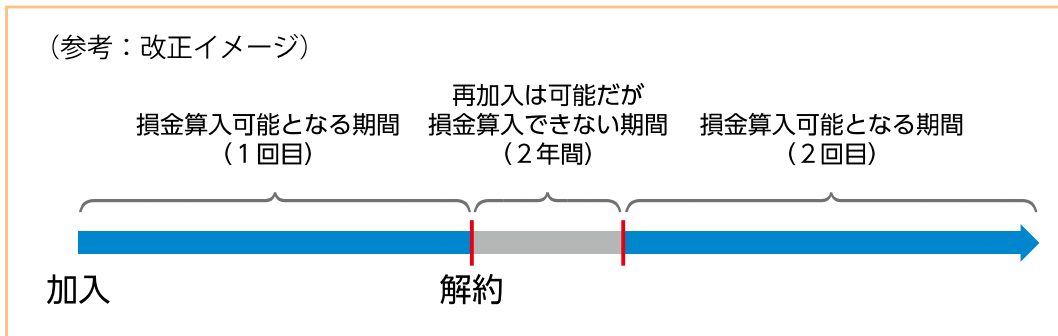 （参考：改正イメージ）
損金算入可能となる期間
（１回目）
再加入は可能だが
損金算入できない期間
（２年間）
損金算入可能となる期間
（２回目）
加入
解約